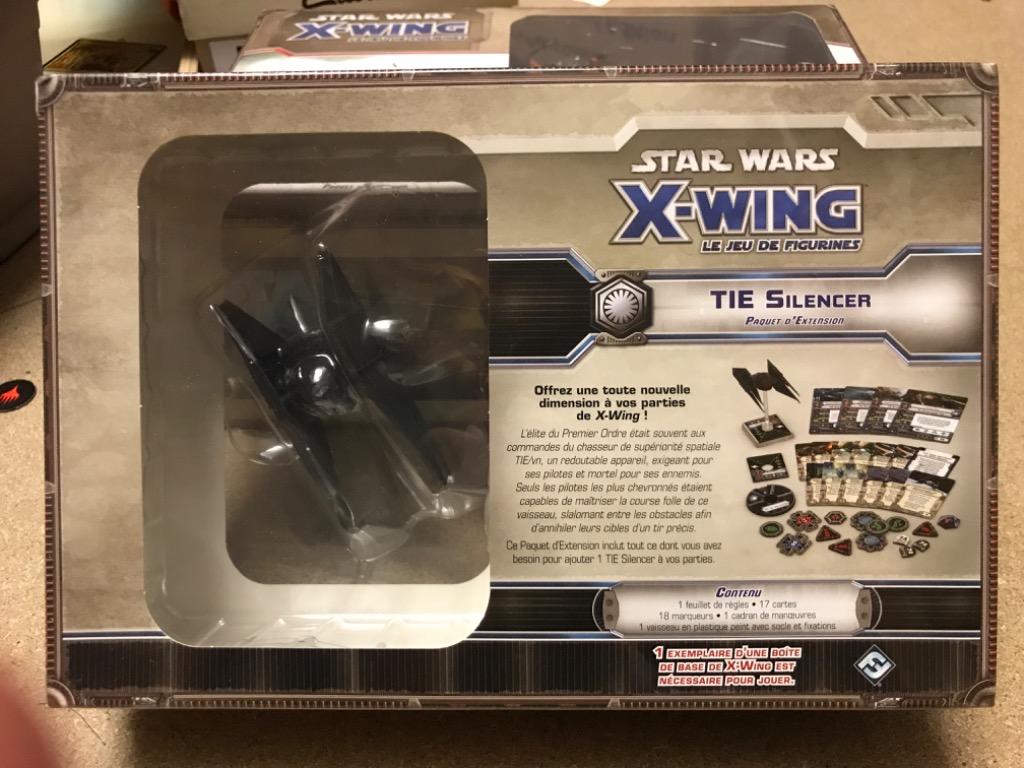 STAR WARS
X-WING
STAR WARS
X-WING
LE JEU DE FIGURINES
TIE SILENCER
PAQUET D'EXTENSION
Offrez une toute nouvelle
dimension à vos parties
de X-Wing !
L'élite du Premier Ordre était souvent aux
commandes du chasseur de supériorité spatiale
TIE/vn, un redoutable appareil, exigeant pour
ses pilotes et mortel pour ses ennemis.
Seuls les pilotes les plus chevronnés étaient
capables de maîtriser la course folle de ce
vaisseau, slalomant entre les obstacles afin
d'annihiler leurs cibles d'un tir précis.
Ce Paquet d'Extension inclut tout ce dont vous avez
besoin pour ajouter 1 TIE Silencer à vos parties.
CONTENU
1 feuillet de règles • 17 cartes
18 marqueurs • 1 cadran de manœuvres
1 vaisseau en plastique peint avec socle et fixations
1 EXEMPLAIRE D'UNE BOÎTE
DE BASE DE X-WING EST
NÉCESSAIRE POUR JOUER.